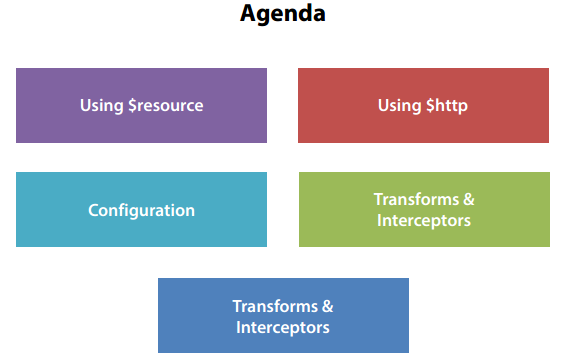 Agenda
Using $resource
Using $http
Configuration
Transforms &
Interceptors
Transforms &
Interceptors